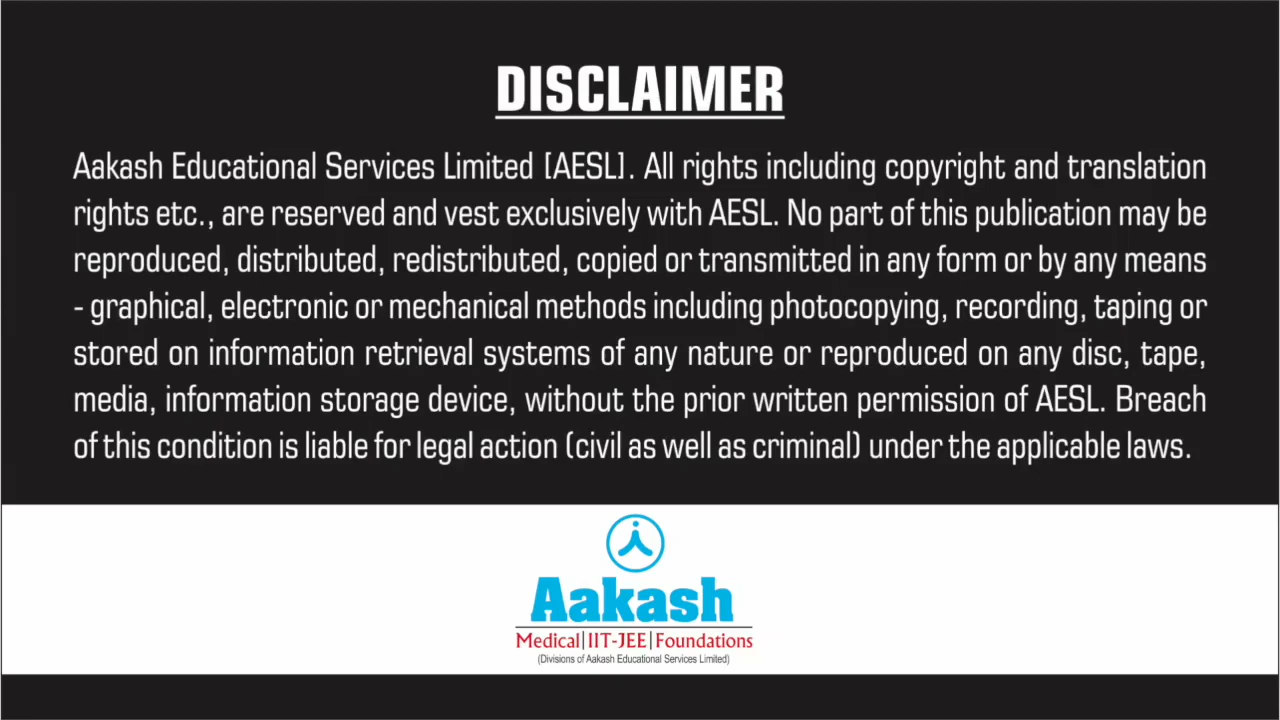 DISCLAIMER
Aakash Educational Services Limited [AESL]. All rights including copyright and translation
rights etc., are reserved and vest exclusively with AESL. No part of this publication may be
reproduced, distributed, redistributed, copied or transmitted in any form or by any means
- graphical, electronic or mechanical methods including photocopying, recording, taping or
stored on information retrieval systems of any nature or reproduced on any disc, tape,
media, information storage device, without the prior written permission of AESL. Breach
of this condition is liable for legal action (civil as well as criminal) under the applicable laws.
Aakash
Medical|IIT-JEE|Foundations
(Divisions of Aakash Educational Services Limited)